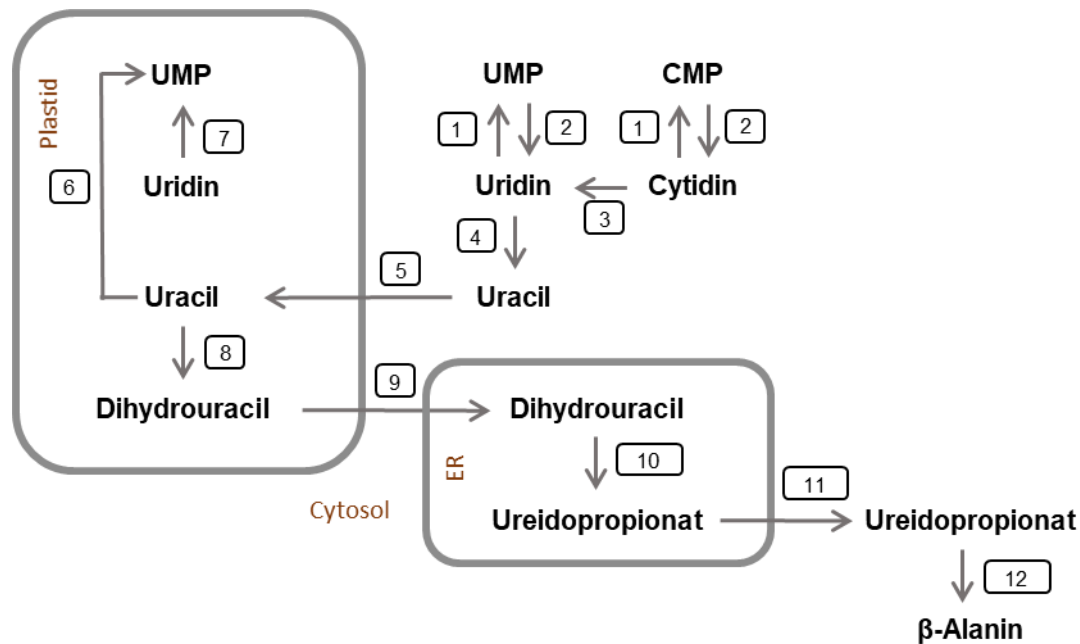 Plastid
UMP
7
Uridin
6
Uracil
8
Dihydrouracil
UMP
CMP
1
2
1
2
Uridin
Cytidin
3
4
5
Uracil
9
Dihydrouracil
ER
10
Cytosol
Ureidopropionat
11
Ureidopropionat
12
β-Alanin